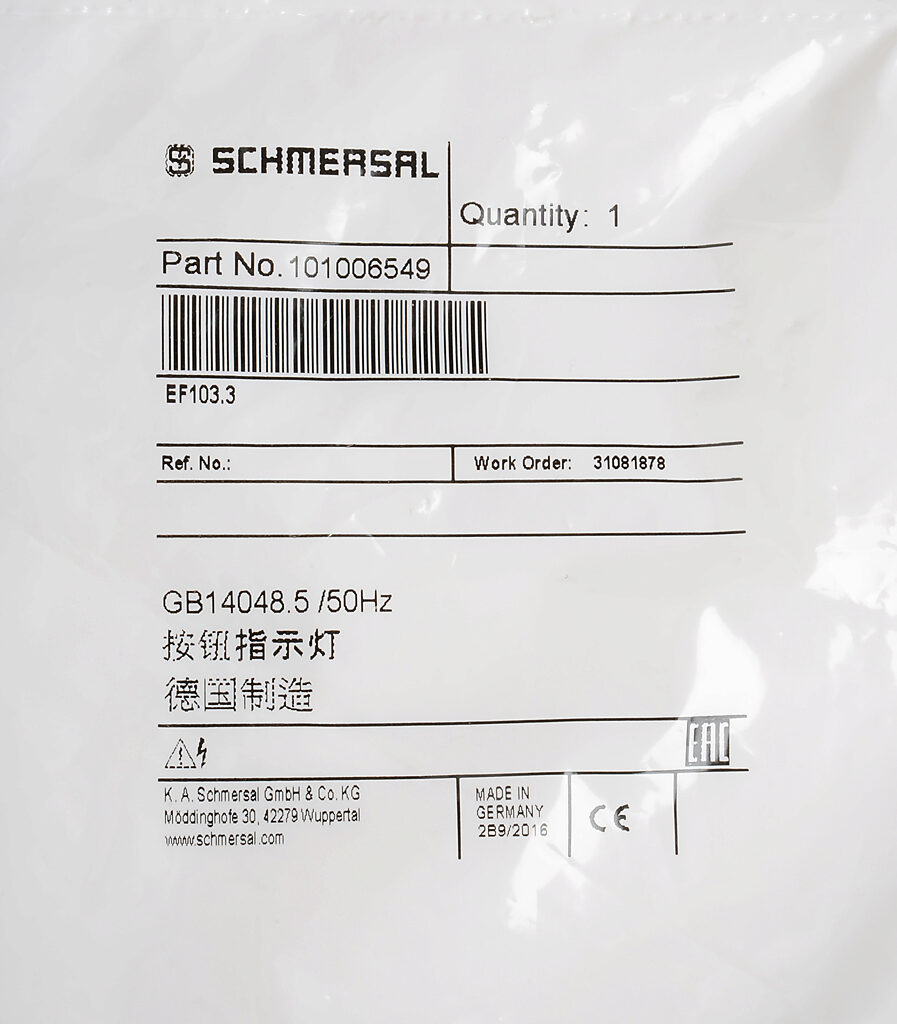 SCHMERSAL
Quantity: 1
Part No. 101006549
EF103.3
Ref. No.:
Work Order: 31081878
GB14048.5 /50Hz
按钮指示灯
德国制造
EAC
K. A. Schmersal GmbH & Co. KG
Möddinghofe 30, 42279 Wuppertal
www.schmersal.com
MADE IN
GERMANY
2B9/2016
CE